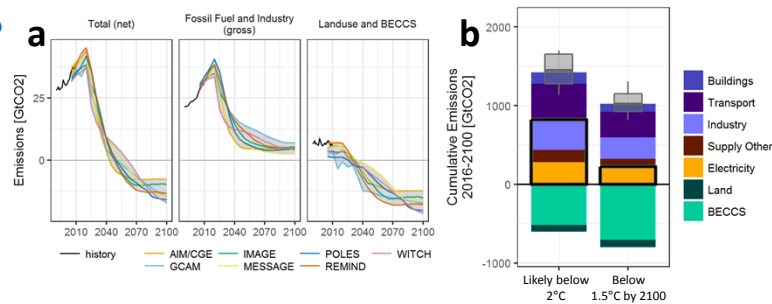 a
Total (net)
Fossil Fuel and Industry
(gross)
Landuse and BECCS
Emissions [GtCO2]
25
0
2010 2040 2070 2100
2010 2040 2070 2100
2010 2040 2070 2100
history
AIM/CGE
IMAGE
POLES
WITCH
GCAM
MESSAGE
REMIND
b
Cumulative Emissions
2016-2100 [GtCO2]
2000
1000
0
-1000
Likely below
2°C
Below
1.5°C by 2100
Buildings
Transport
Industry
Supply Other
Electricity
Land
BECCS